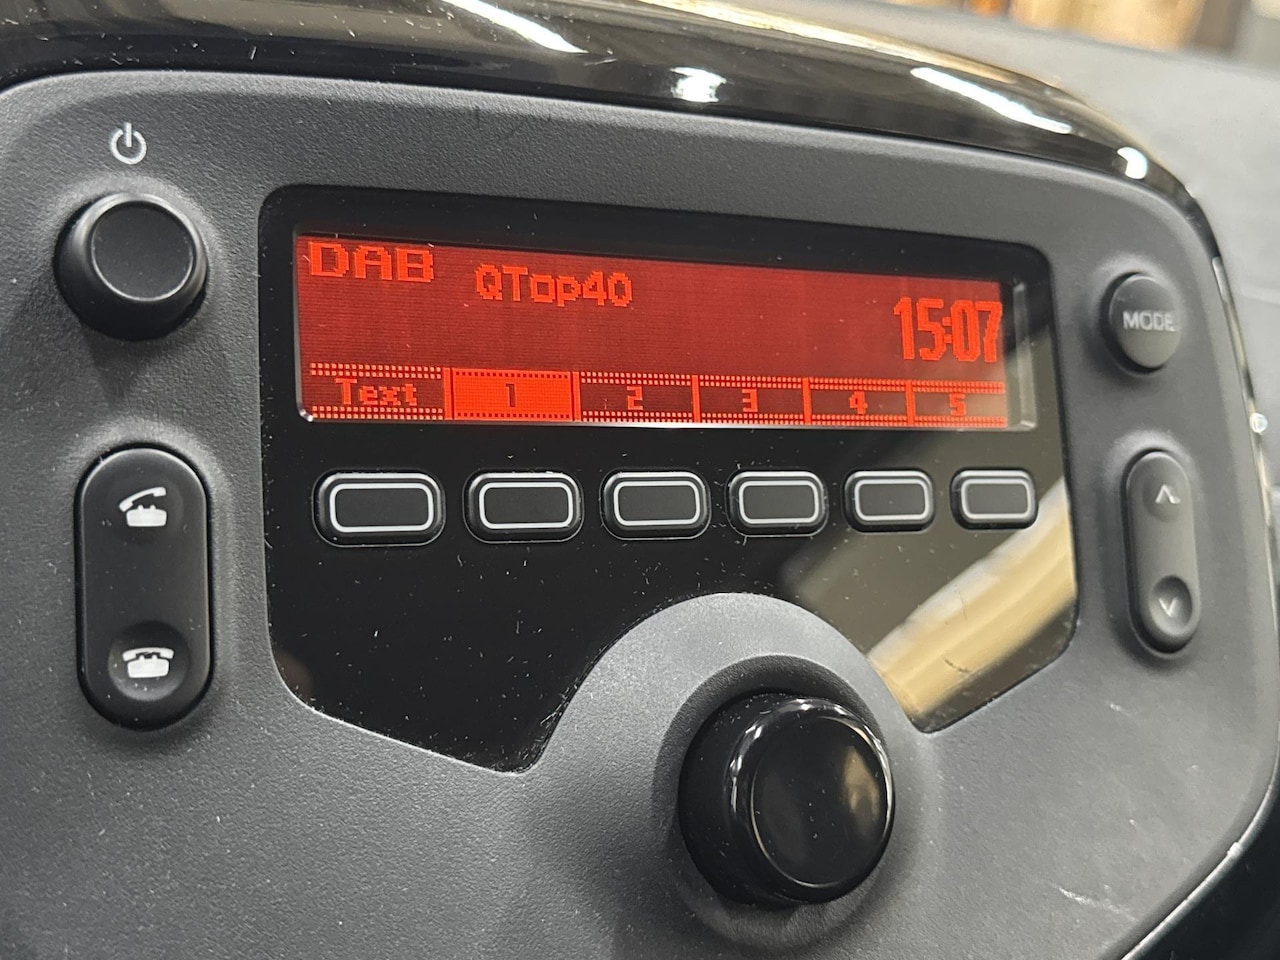 DAB QTop40
15:07
Text 1 2 3 4 5
MODE